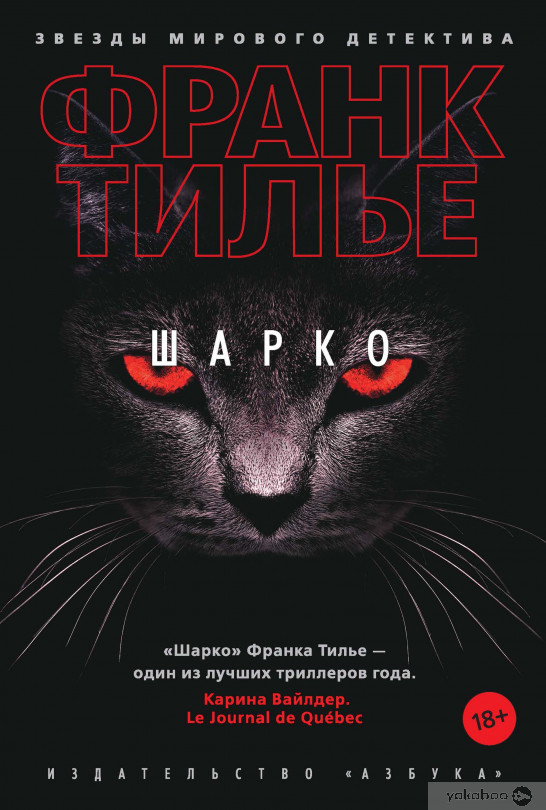 ЗВЕЗДЫ МИРОВОГО ДЕТЕКТИВА
ФРАНК
ТИЛЬЕ
ШАРКО
«Шарко» Франка Тилье —
один из лучших триллеров года.
Карина Вайлдер.
Le Journal de Québec
18+
ИЗДАТЕЛЬСТВО «АЗБУКА»
yakaboo